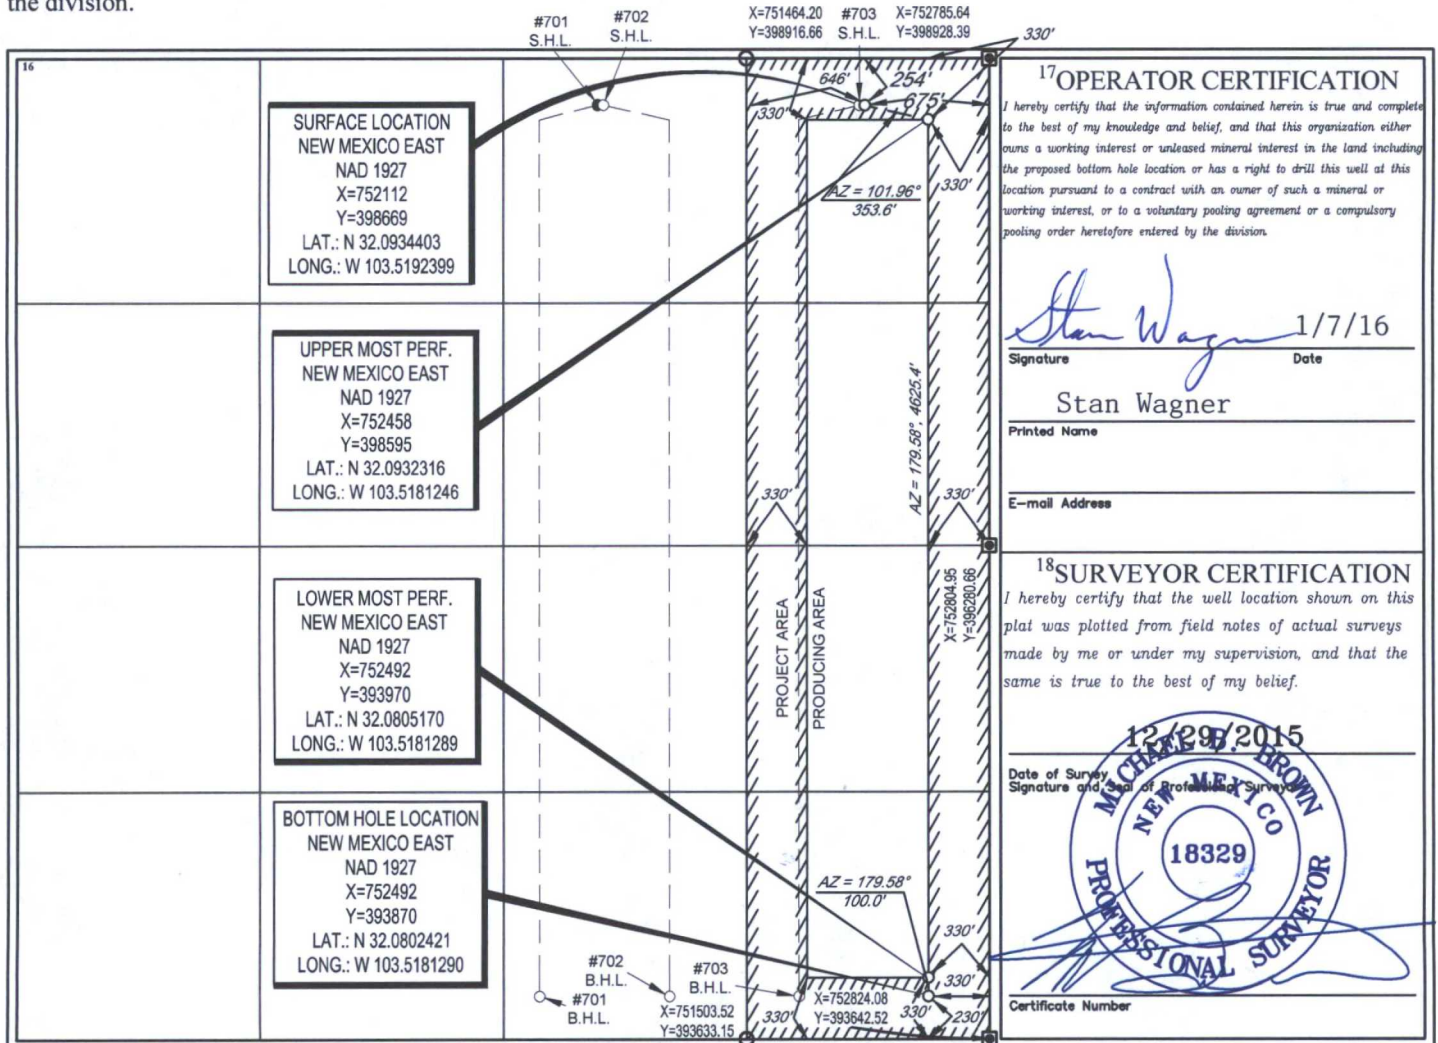 the division.
#701
S.H.L.
#702
S.H.L.
X=751464.20
Y=398916.66
#703
S.H.L.
X=752785.64
Y=398928.39
330'
16
646'
254'
675'
330'
330'
AZ = 101.96°
353.6'
SURFACE LOCATION
NEW MEXICO EAST
NAD 1927
X=752112
Y=398669
LAT.: N 32.0934403
LONG.: W 103.5192399
UPPER MOST PERF.
NEW MEXICO EAST
NAD 1927
X=752458
Y=398595
LAT.: N 32.0932316
LONG.: W 103.5181246
AZ = 179.58°, 4625.4'
330'
330'
LOWER MOST PERF.
NEW MEXICO EAST
NAD 1927
X=752492
Y=393970
LAT.: N 32.0805170
LONG.: W 103.5181289
PROJECT AREA
PRODUCING AREA
X=752804.95
Y=396280.66
BOTTOM HOLE LOCATION
NEW MEXICO EAST
NAD 1927
X=752492
Y=393870
LAT.: N 32.0802421
LONG.: W 103.5181290
AZ = 179.58°
100.0'
#701
B.H.L.
#702
B.H.L.
X=751503.52
Y=393633.15
#703
B.H.L.
330'
X=752824.08
Y=393642.52
330'
330'
330'
230'
17OPERATOR CERTIFICATION
I hereby certify that the information contained herein is true and complete
to the best of my knowledge and belief, and that this organization either
owns a working interest or unleased mineral interest in the land including
the proposed bottom hole location or has a right to drill this well at this
location pursuant to a contract with an owner of such a mineral or
working interest, or to a voluntary pooling agreement or a compulsory
pooling order heretofore entered by the division.
Stan Wagner 1/7/16
Signature Date
Stan Wagner
Printed Name
E-mail Address
18SURVEYOR CERTIFICATION
I hereby certify that the well location shown on this
plat was plotted from field notes of actual surveys
made by me or under my supervision, and that the
same is true to the best of my belief.
12/29/2015
Date of Survey
Signature and Seal of Professional Surveyor
MICHAEL B. BROWN
NEW MEXICO
18329
PROFESSIONAL SURVEYOR
Certificate Number